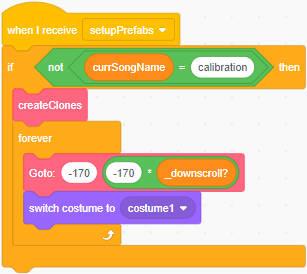 when I receive setupPrefabs
if not currSongName = calibration then
createClones
forever
Goto: -170 -170 * _downscroll?
switch costume to costume1